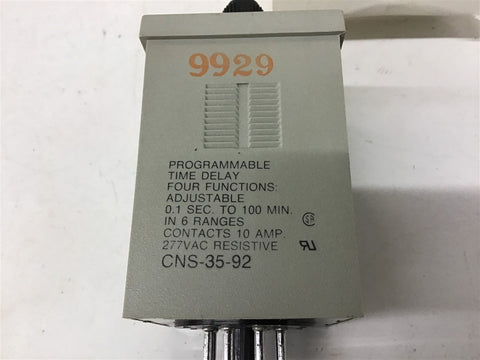 9929
PROGRAMMABLE
TIME DELAY
FOUR FUNCTIONS:
ADJUSTABLE
0.1 SEC. TO 100 MIN.
IN 6 RANGES
CONTACTS 10 AMP.
277VAC RESISTIVE
CNS-35-92